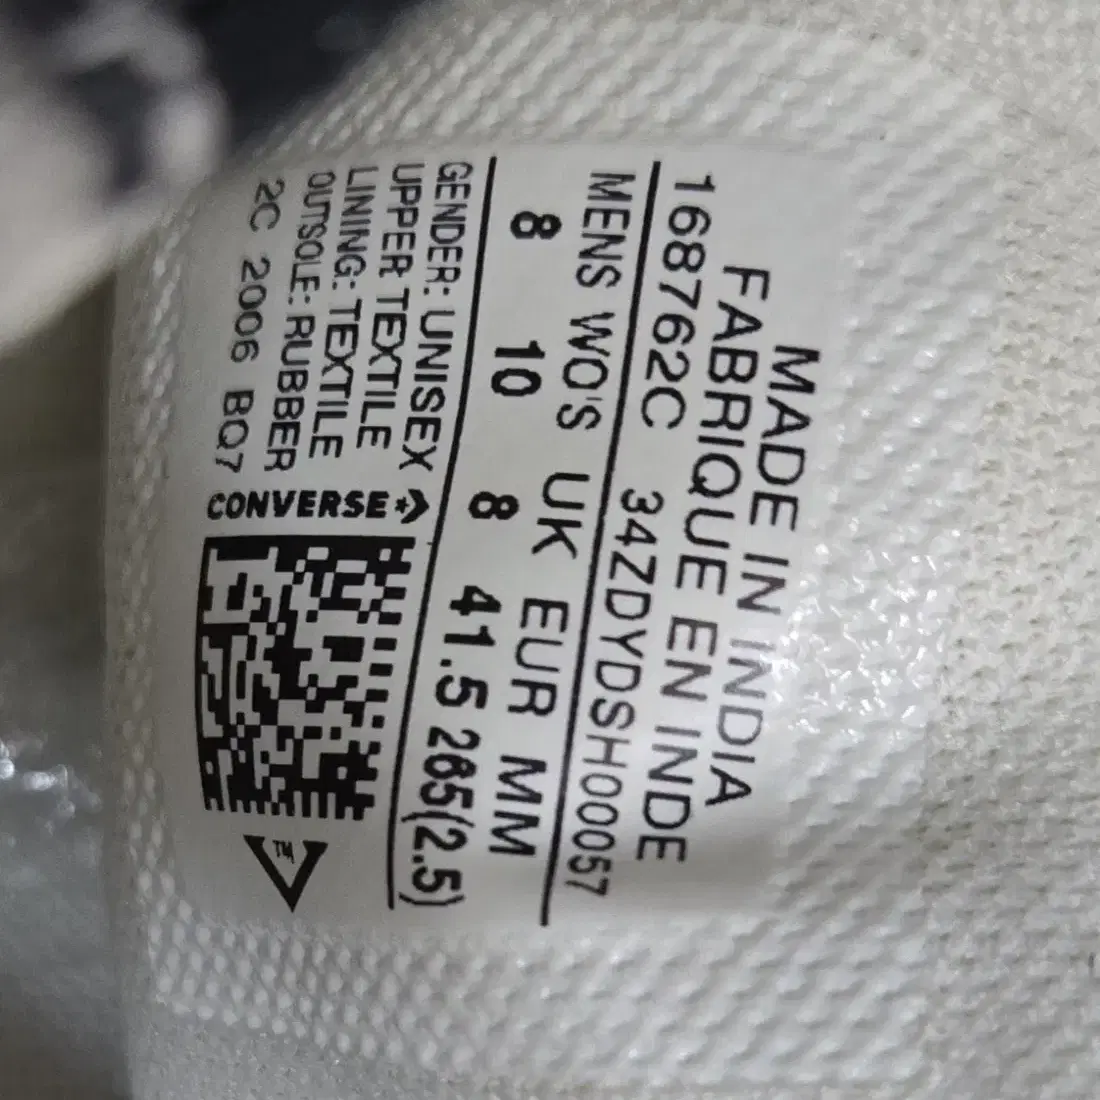 MADE IN INDIA
FABRIQUE EN INDE
168762C 34ZDYDSH00057
MENS WO'S UK EUR MM
8 10 8 41.5 265(2.5)
GENDER: UNISEX
UPPER TEXTILE
LINING: TEXTILE
OUTSOLE: RUBBER
2C 2006 BQ7
CONVERSE
TM